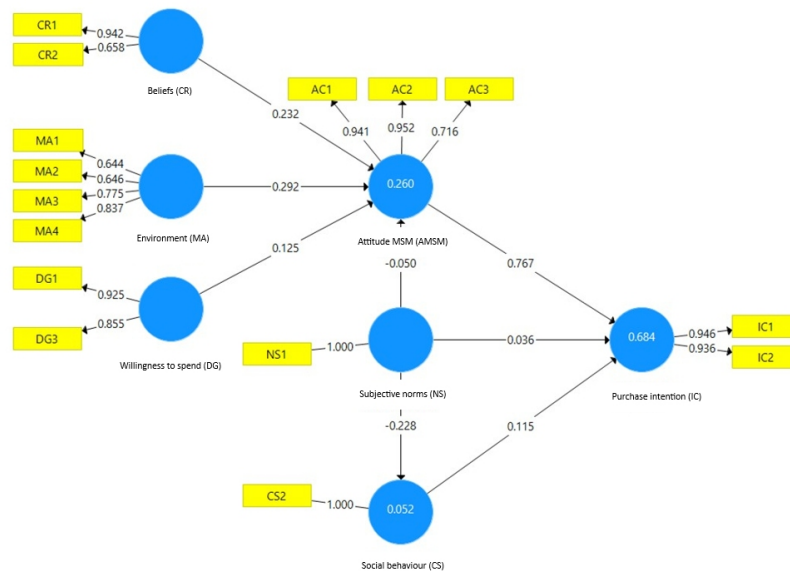 CR1
0.942
CR2
0.658
Beliefs (CR)
0.232
AC1
AC2
AC3
0.941
0.952
0.716
MA1
0.644
MA2
0.646
MA3
0.775
0.837
MA4
Environment (MA)
0.292
0.260
Attitude MSM (AMSM)
0.125
-0.050
0.767
DG1
0.925
0.855
DG3
Willingness to spend (DG)
NS1
1.000
Subjective norms (NS)
0.036
0.684
0.946
IC1
0.936
IC2
Purchase intention (IC)
-0.228
0.115
CS2
1.000
0.052
Social behaviour (CS)